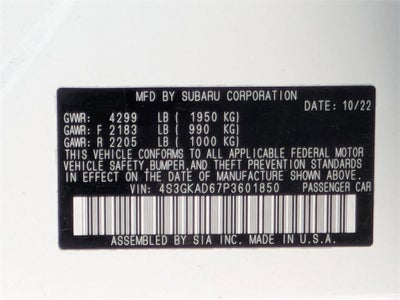 MFD BY SUBARU CORPORATION
DATE: 10/22
GVWR: 4299 LB ( 1950 KG)
GAWR: F 2183 LB ( 990 KG)
GAWR: R 2205 LB ( 1000 KG)
THIS VEHICLE CONFORMS TO ALL APPLICABLE FEDERAL MOTOR
VEHICLE SAFETY, BUMPER, AND THEFT PREVENTION STANDARDS
IN EFFECT ON THE DATE OF MANUFACTURE SHOWN ABOVE.
VIN: 4S3GKAD67P3601850 PASSENGER CAR
ASSEMBLED BY SIA INC. IN U.S.A.